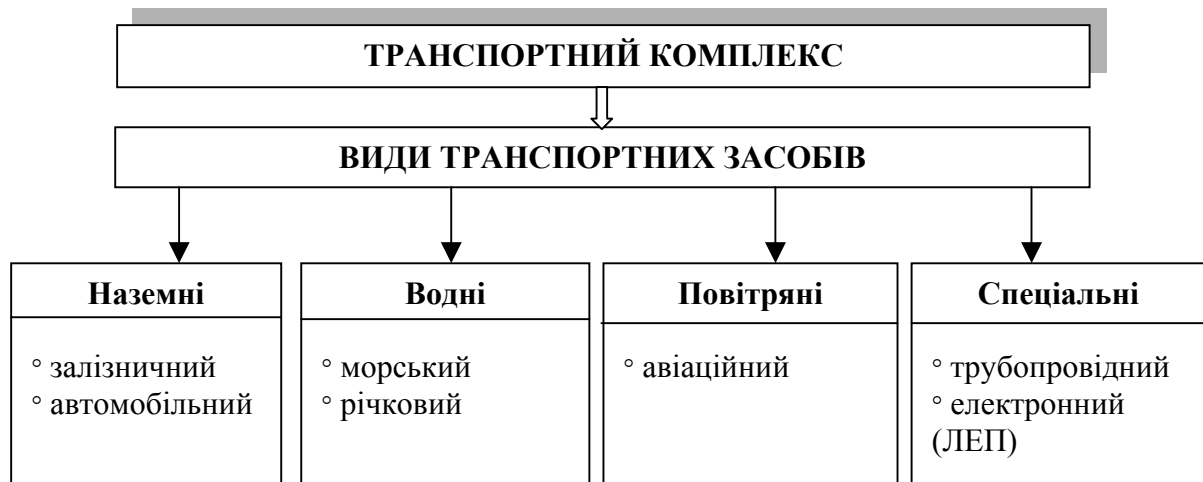 ТРАНСПОРТНИЙ КОМПЛЕКС
ВИДИ ТРАНСПОРТНИХ ЗАСОБІВ
Наземні
° залізничний
° автомобільний
Водні
° морський
° річковий
Повітряні
° авіаційний
Спеціальні
° трубопровідний
° електронний
(ЛЕП)